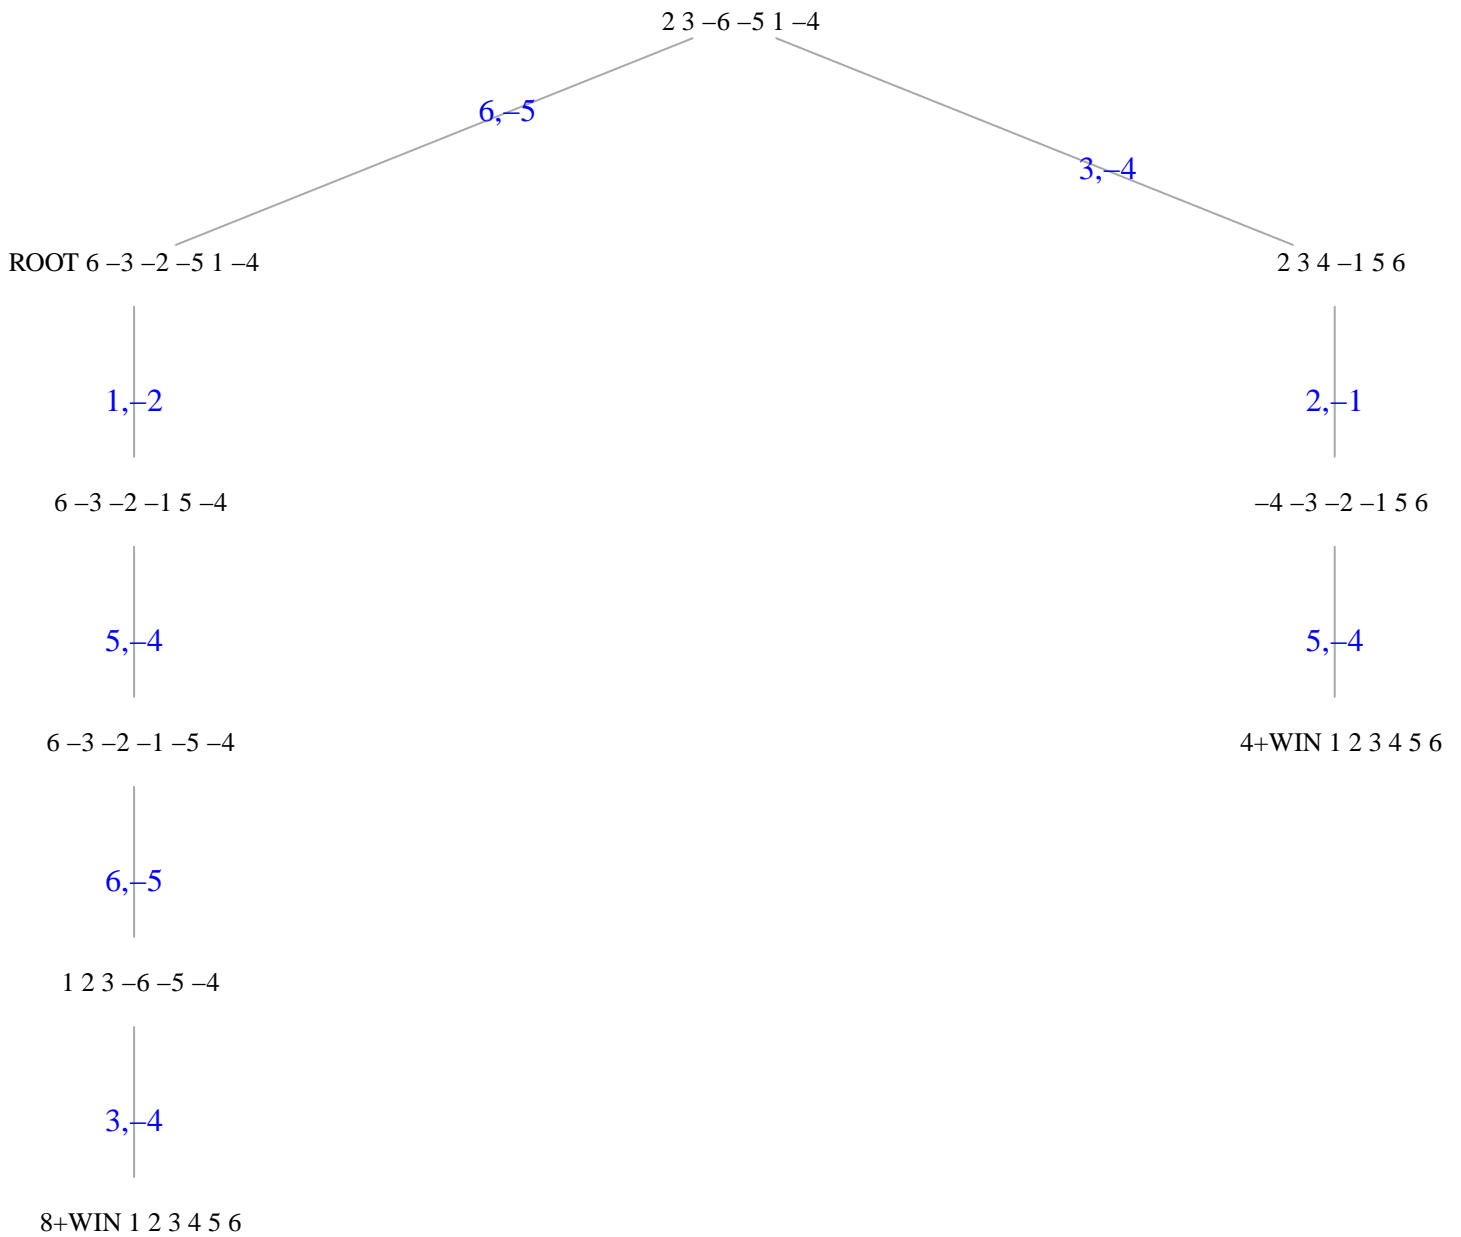 2 3 –6 –5 1 –4
6,–5
3,–4
ROOT 6 –3 –2 –5 1 –4
2 3 4 –1 5 6
1,–2
2,–1
6 –3 –2 –1 5 –4
–4 –3 –2 –1 5 6
5,–4
5,–4
6 –3 –2 –1 –5 –4
4+WIN 1 2 3 4 5 6
6,–5
1 2 3 –6 –5 –4
3,–4
8+WIN 1 2 3 4 5 6